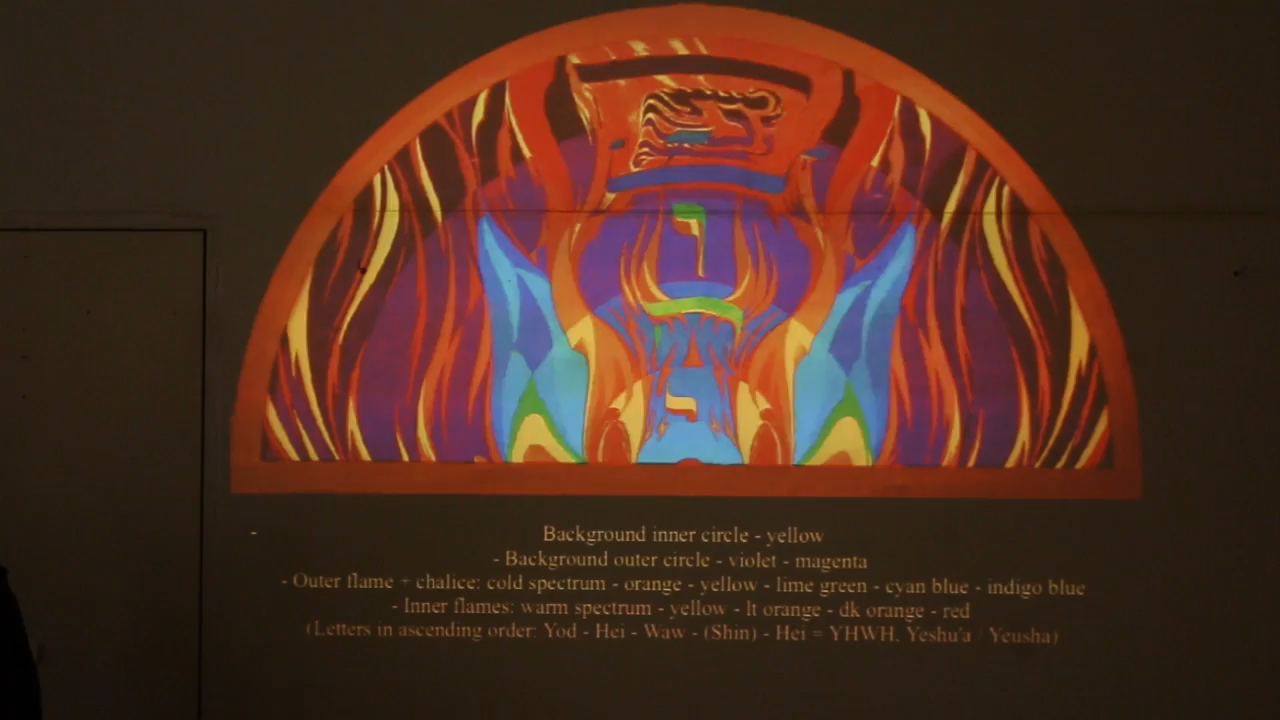 ו
ה
י
- Background inner circle - yellow
- Background outer circle - violet - magenta
- Outer flame + chalice: cold spectrum - orange - yellow - lime green - cyan blue - indigo blue
- Inner flames: warm spectrum - yellow - lt orange - dk orange - red
(Letters in ascending order: Yod - Hei - Waw - (Shin) - Hei = YHWH, Yeshu'a / Yeusha)